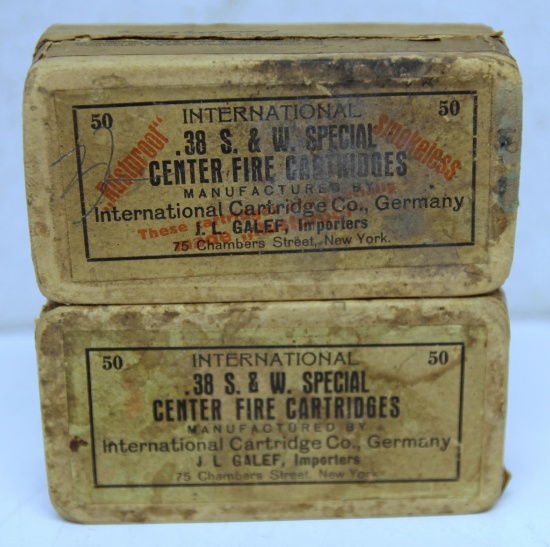 50 INTERNATIONAL 50
.38 S. & W. SPECIAL
CENTER FIRE CARTRIDGES
MANUFACTURED BY
International Cartridge Co., Germany
J. L. GALEF, Importers
75 Chambers Street, New York.
„Rustproof"
smokeless
These
50 INTERNATIONAL 50
.38 S. & W. SPECIAL
CENTER FIRE CARTRIDGES
MANUFACTURED BY
International Cartridge Co., Germany
J. L. GALEF, Importers
75 Chambers Street, New York